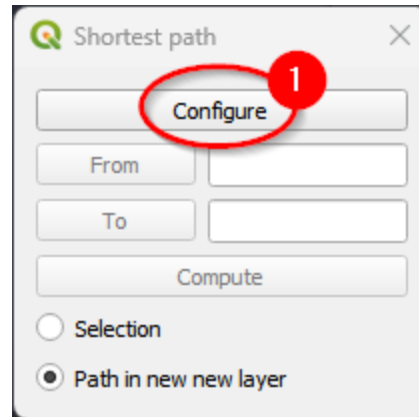 Shortest path
1
Configure
From
To
Compute
Selection
Path in new new layer